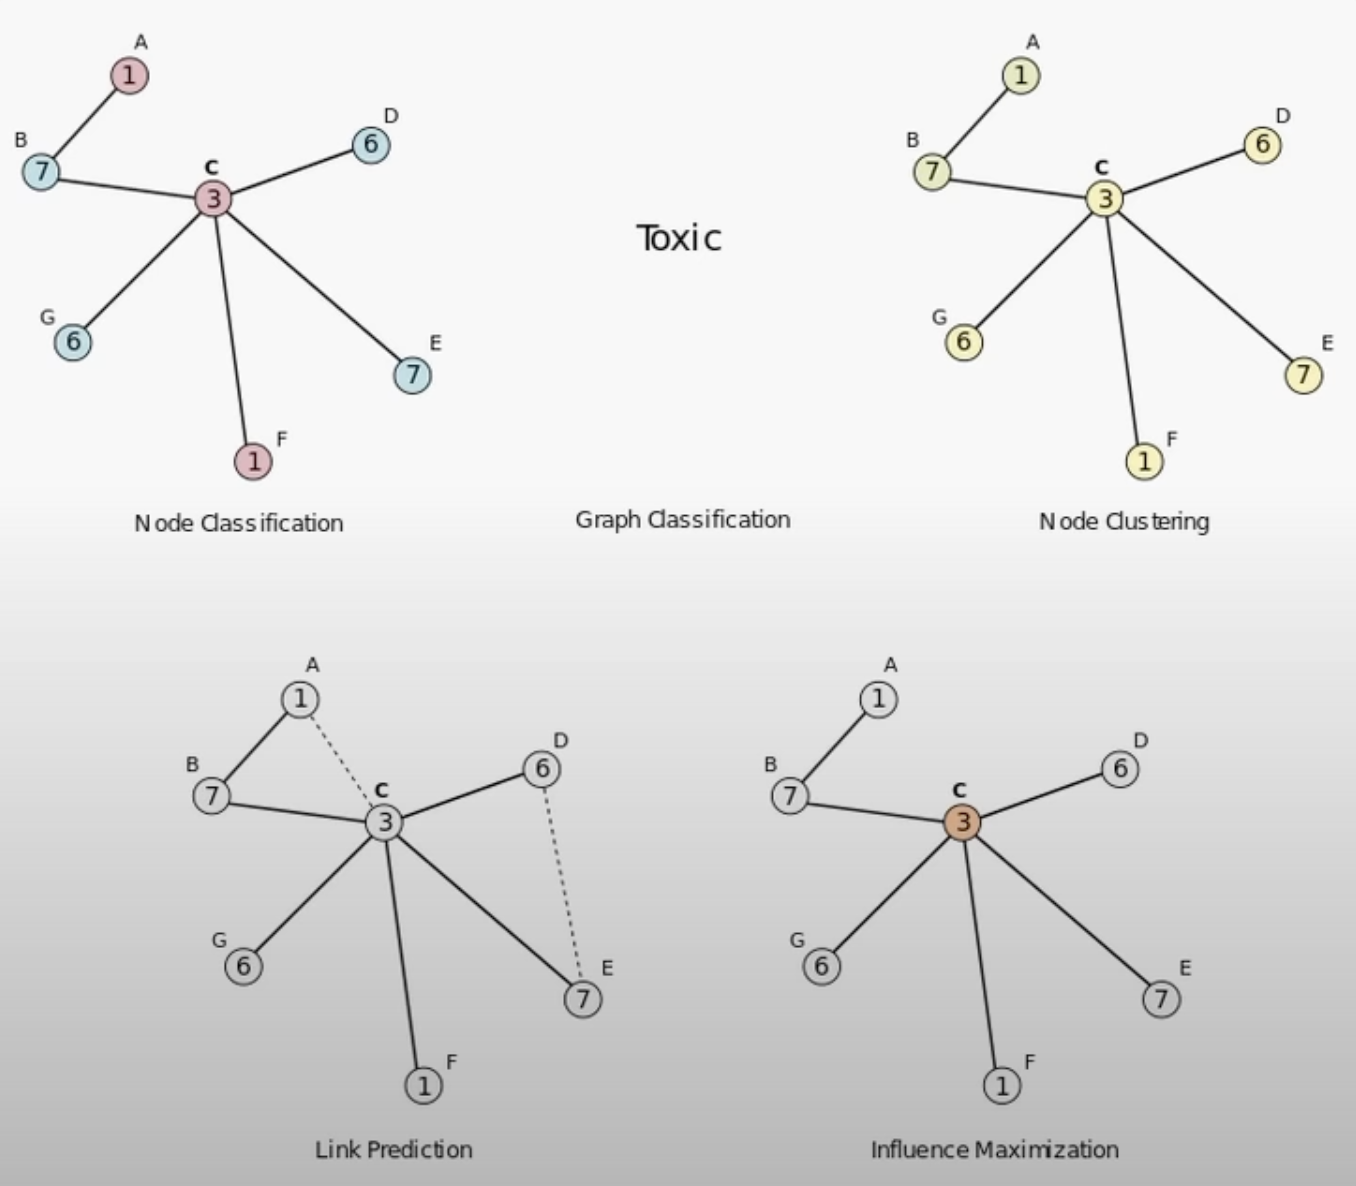 A
1
D
6
B
7
C
3
G
6
E
7
F
1
Node Classification
Toxic
Graph Classification
A
1
D
6
B
7
C
3
G
6
E
7
F
1
Node Clustering
A
1
D
6
B
7
C
3
G
6
E
7
F
1
Link Prediction
A
1
D
6
B
7
C
3
G
6
E
7
F
1
Influence Maximization